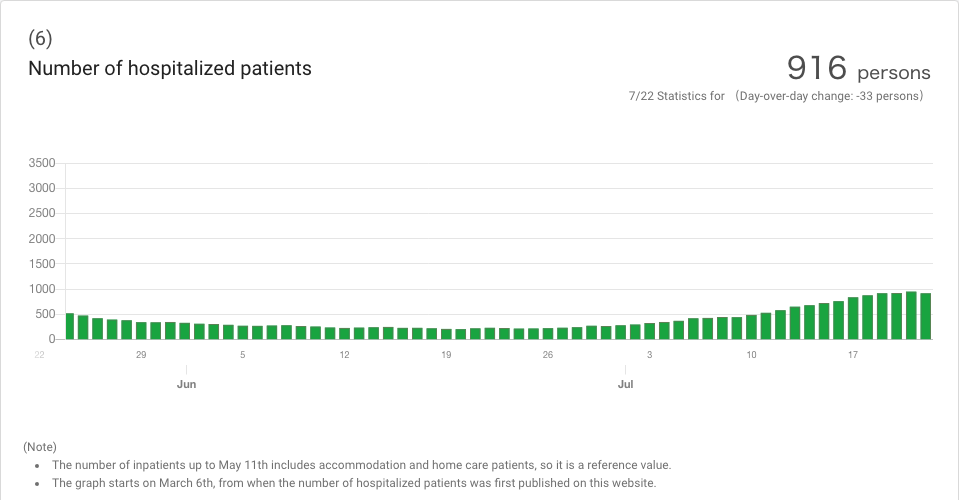 (6)
Number of hospitalized patients
916 persons
7/22 Statistics for （Day-over-day change: -33 persons）
3500
3000
2500
2000
1500
1000
500
0
22 29 5 12 19 26 3 10 17
Jun Jul
(Note)
• The number of inpatients up to May 11th includes accommodation and home care patients, so it is a reference value.
• The graph starts on March 6th, from when the number of hospitalized patients was first published on this website.